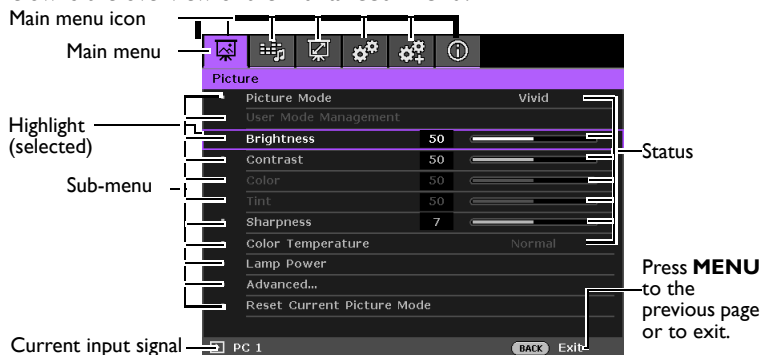 Main menu icon
Main menu
Picture
Picture Mode Vivid
User Mode Management
Highlight
(selected)
Brightness 50
Contrast 50
Status
Sub-menu
Color 50
Tint 50
Sharpness 7
Color Temperature Normal
Lamp Power
Advanced...
Reset Current Picture Mode
Press MENU
to the
previous page
or to exit.
Current input signal
PC 1
BACK Exit